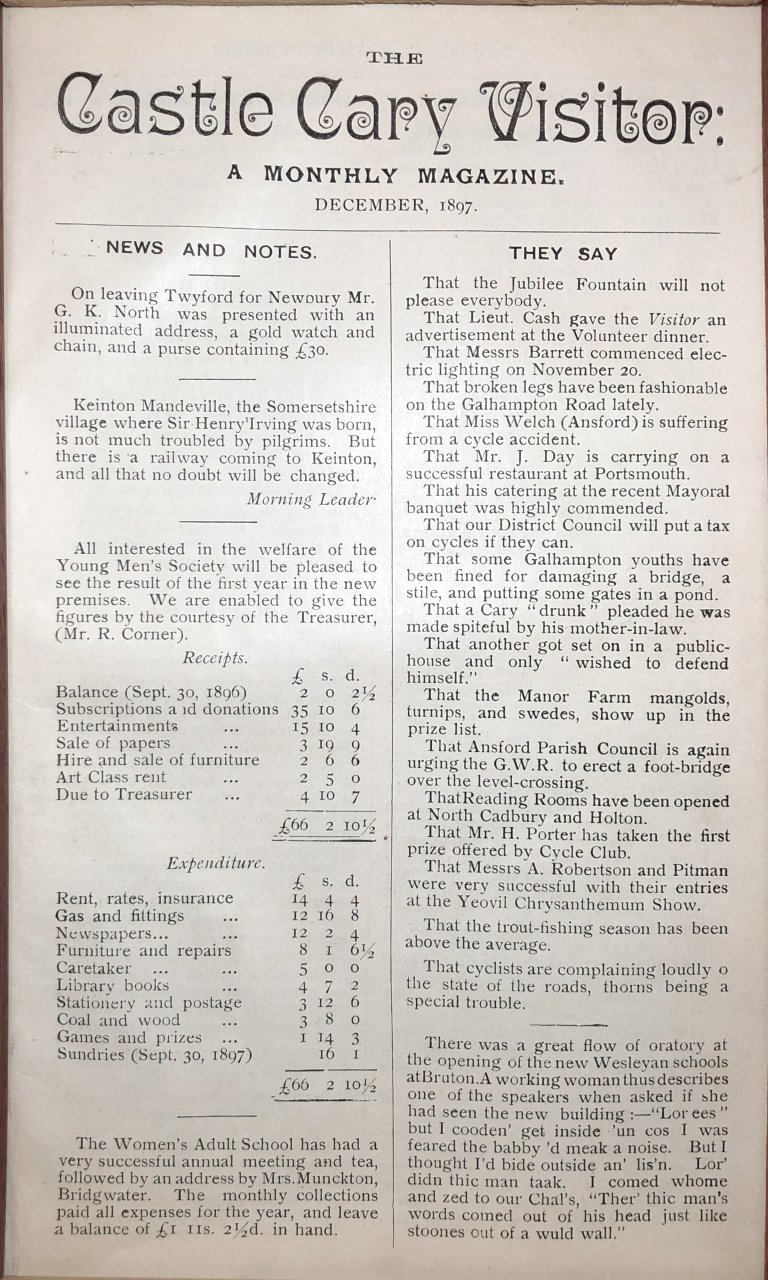 THE
Castle Cary Visitor:
A MONTHLY MAGAZINE.
DECEMBER, 1897.
NEWS AND NOTES.
On leaving Twyford for Newbury Mr.
G. K. North was presented with an
illuminated address, a gold watch and
chain, and a purse containing £30.
Keinton Mandeville, the Somersetshire
village where Sir Henry'Irving was born,
is not much troubled by pilgrims. But
there is a railway coming to Keinton,
and all that no doubt will be changed.
Morning Leader·
All interested in the welfare of the
Young Men's Society will be pleased to
see the result of the first year in the new
premises. We are enabled to give the
figures by the courtesy of the Treasurer,
(Mr. R. Corner).
Receipts.
£ s. d.
Balance (Sept. 30, 1896) 2 0 2½
Subscriptions a id donations 35 10 6
Entertainments ... 15 10 4
Sale of papers ... 3 19 9
Hire and sale of furniture 2 6 6
Art Class rent ... 2 5 0
Due to Treasurer ... 4 10 7
£66 2 10½
Expenditure.
£ s. d.
Rent, rates, insurance 14 4 4
Gas and fittings ... 12 16 8
Newspapers... ... 12 2 4
Furniture and repairs 8 1 6½
Caretaker ... ... 5 0 0
Library books ... 4 7 2
Stationery and postage 3 12 6
Coal and wood ... 3 8 0
Games and prizes ... 1 14 3
Sundries (Sept. 30, 1897) 16 1
£66 2 10½
The Women's Adult School has had a
very successful annual meeting and tea,
followed by an address by Mrs.Munckton,
Bridgwater. The monthly collections
paid all expenses for the year, and leave
a balance of £1 11s. 2½d. in hand.
THEY SAY
That the Jubilee Fountain will not
please everybody.
That Lieut. Cash gave the Visitor an
advertisement at the Volunteer dinner.
That Messrs Barrett commenced elec-
tric lighting on November 20.
That broken legs have been fashionable
on the Galhampton Road lately.
That Miss Welch (Ansford) is suffering
from a cycle accident.
That Mr. J. Day is carrying on a
successful restaurant at Portsmouth.
That his catering at the recent Mayoral
banquet was highly commended.
That our District Council will put a tax
on cycles if they can.
That some Galhampton youths have
been fined for damaging a bridge, a
stile, and putting some gates in a pond.
That a Cary "drunk" pleaded he was
made spiteful by his mother-in-law.
That another got set on in a public-
house and only "wished to defend
himself."
That the Manor Farm mangolds,
turnips, and swedes, show up in the
prize list.
That Ansford Parish Council is again
urging the G.W.R. to erect a foot-bridge
over the level-crossing.
ThatReading Rooms have been opened
at North Cadbury and Holton.
That Mr. H. Porter has taken the first
prize offered by Cycle Club.
That Messrs A. Robertson and Pitman
were very successful with their entries
at the Yeovil Chrysanthemum Show.
That the trout-fishing season has been
above the average.
That cyclists are complaining loudly o
the state of the roads, thorns being a
special trouble.
There was a great flow of oratory at
the opening of the new Wesleyan schools
atBruton.A working woman thus describes
one of the speakers when asked if she
had seen the new building :—"Lor ees"
but I cooden' get inside 'un cos I was
feared the babby 'd meak a noise. But I
thought I'd bide outside an' lis'n. Lor'
didn thic man taak. I comed whome
and zed to our Chal's, "Ther' thic man's
words comed out of his head just like
stoones out of a wuld wall."